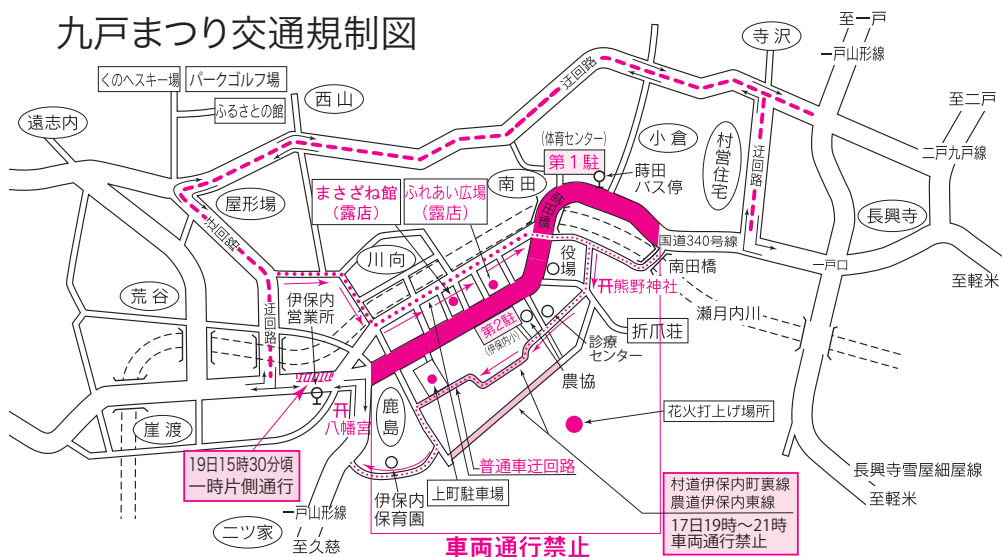 九戸まつり交通規制図
至一戸
一戸山形線
寺沢
くのへスキー場
パークゴルフ場
ふるさとの館
西山
迂回路
至二戸
二戸九戸線
遠志内
(体育センター)
第1駐
小倉
村営住宅
迂回路
蒔田
バス停
屋形場
まさざね館
(露店)
ふれあい広場
(露店)
南田
長興寺
迂回路
川向
国道340号線
役場
南田橋
一戸口
至軽米
荒谷
伊保内
営業所
迂回路
熊野神社
瀬月内川
第2駐
(伊保内小)
診療
センター
折爪荘
農協
崖渡
八幡宮
鹿島
花火打上げ場所
19日15時30分頃
一時片側通行
普通車迂回路
上町駐車場
伊保内
保育園
村道伊保内町裏線
農道伊保内東線
17日19時～21時
車両通行禁止
長興寺雪屋細屋線
至軽米
二ツ家
一戸山形線
至久慈
車両通行禁止